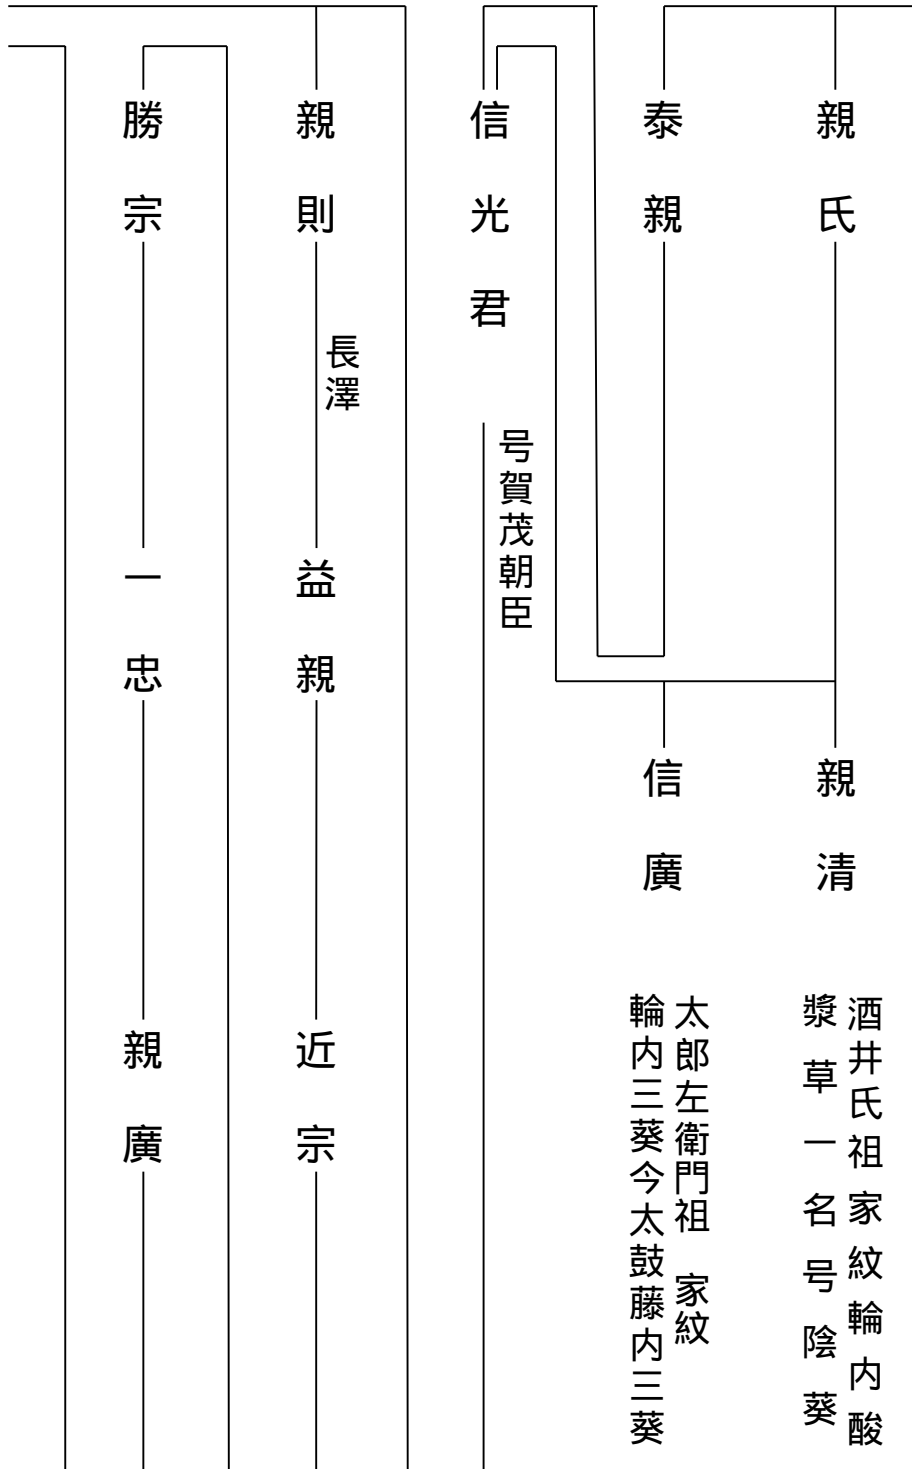 親氏
親清
酒井氏祖家紋輪内酸
漿草一名号陰葵
泰親
信廣
太郎左衛門祖 家紋
輪内三葵今太鼓藤内三葵
信光君
号賀茂朝臣
親則
長澤
益親
近宗
勝宗
一忠
親廣